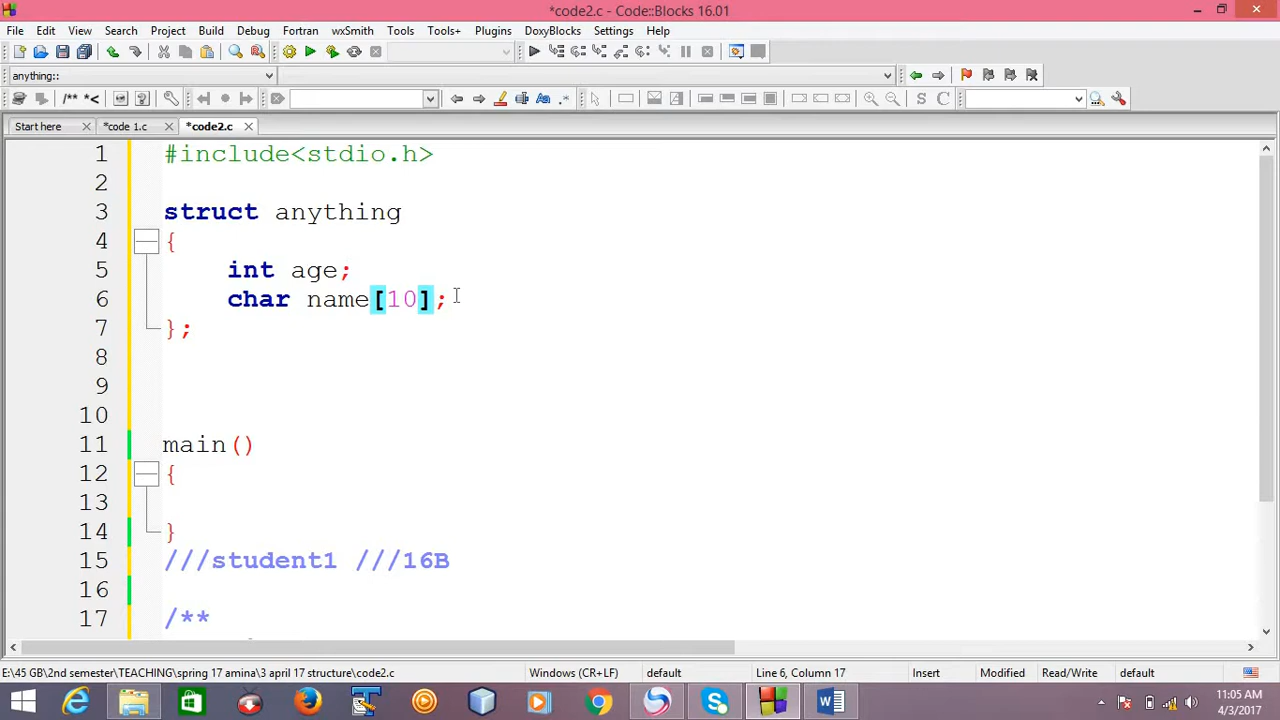 *code2.c - Code::Blocks 16.01
File Edit View Search Project Build Debug Fortran wxSmith Tools Tools+ Plugins DoxyBlocks Settings Help
anything::
/** *<
S C
Start here *code 1.c *code2.c
1 #include<stdio.h>
2
3 struct anything
4 {
5 int age;
6 char name[10];
7 };
8
9
10
11 main()
12 {
13
14 }
15 ///student1 ///16B
16
17 /**
E:\45 GB\2nd semester\TEACHING\spring 17 amina\3 april 17 structure\code2.c Windows (CR+LF) default Line 6, Column 17 Insert Modified Read/Write default
11:05 AM
4/3/2017